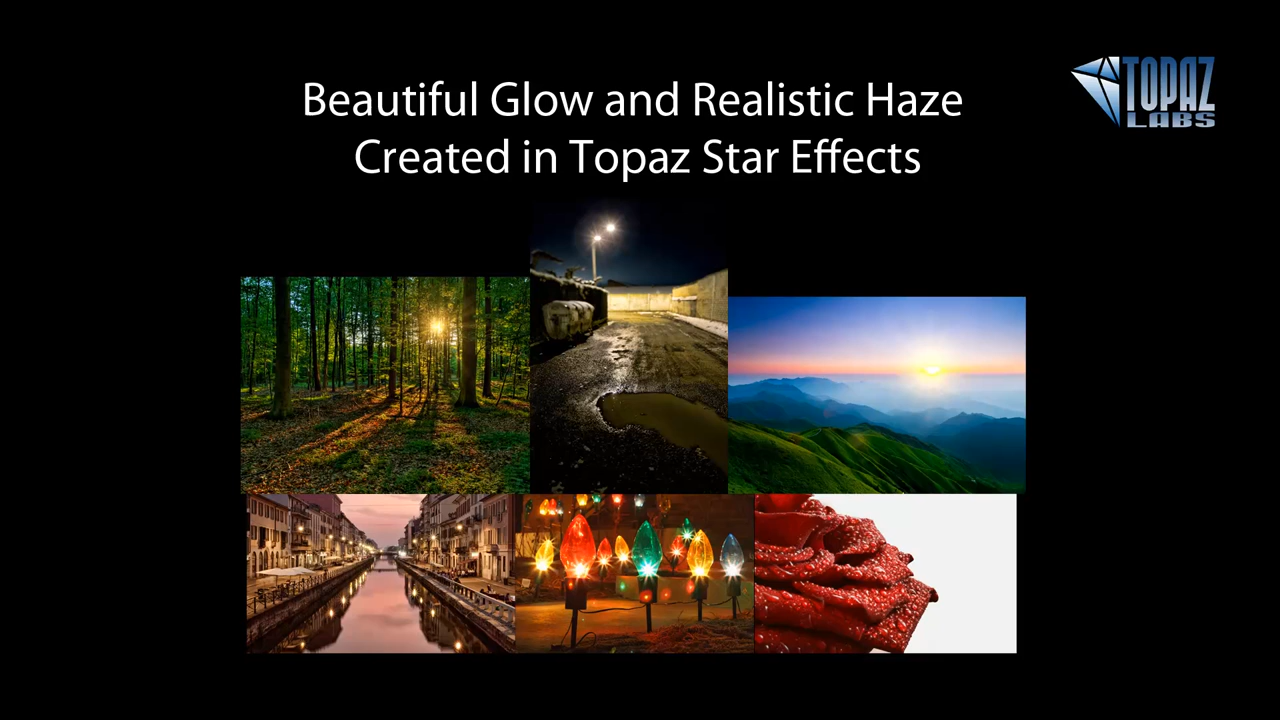 Beautiful Glow and Realistic Haze
Created in Topaz Star Effects
TOPAZ
LABS